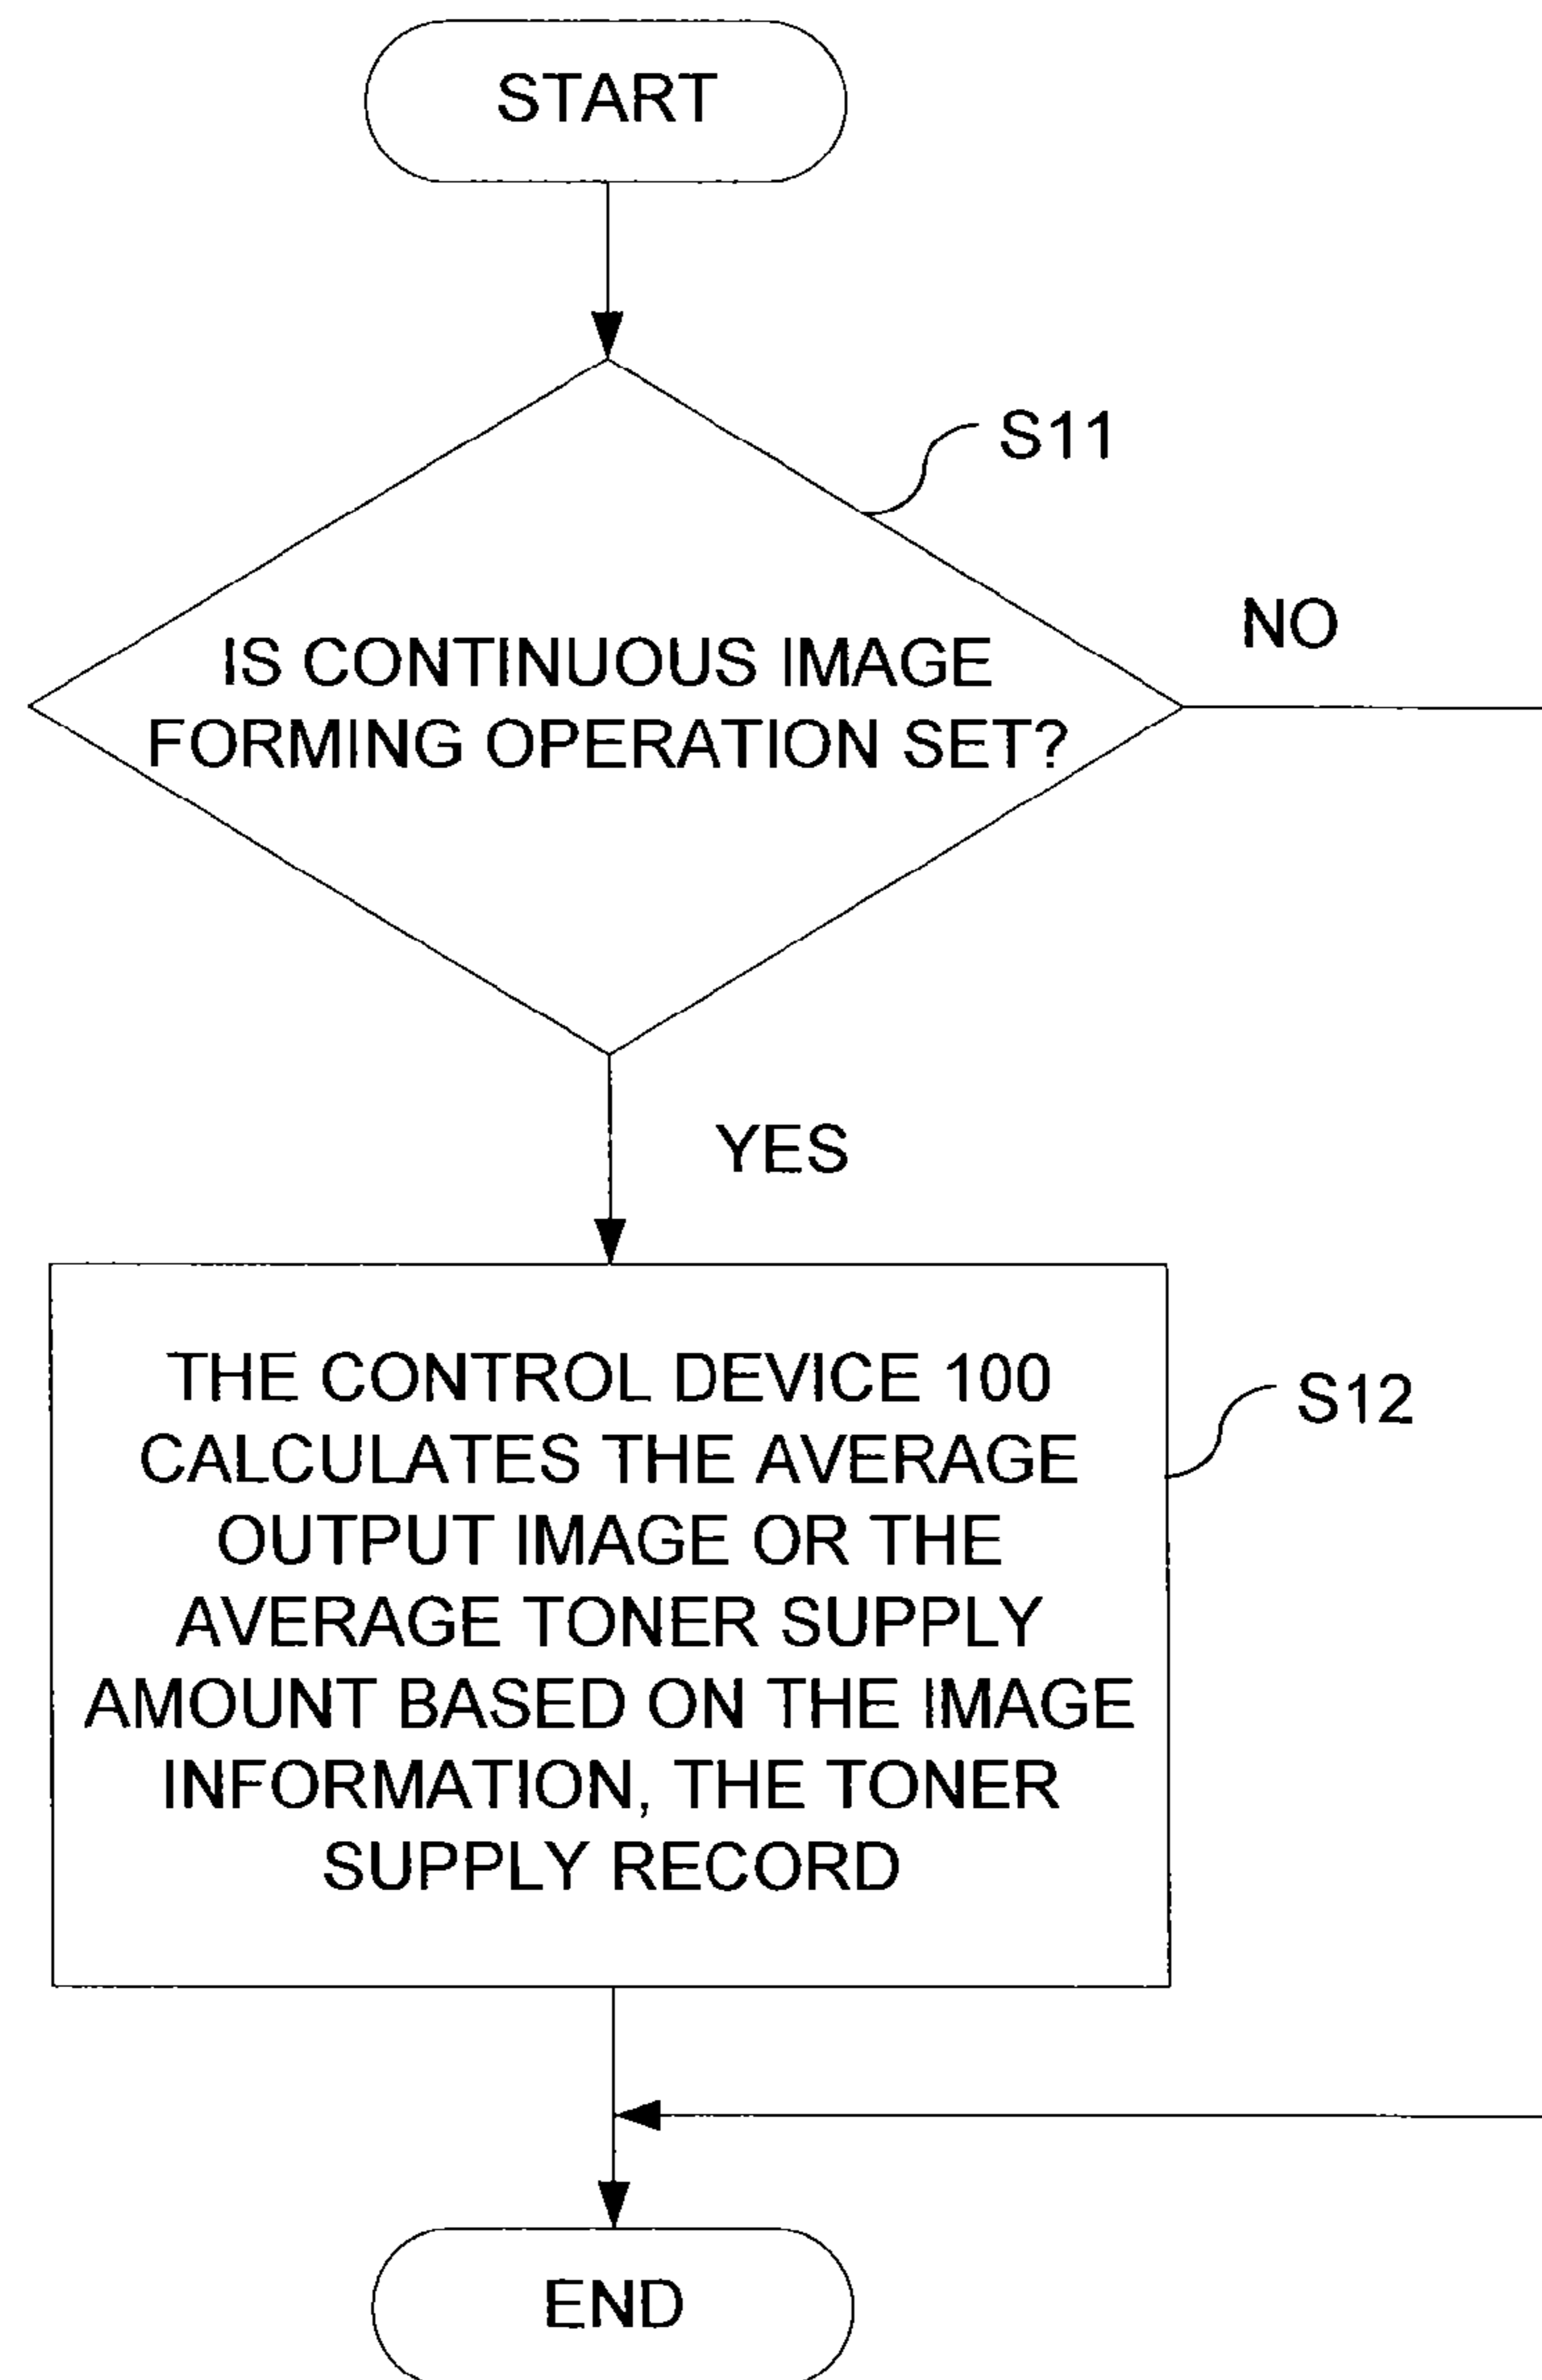 START
S11
IS CONTINUOUS IMAGE
FORMING OPERATION SET?
NO
YES
THE CONTROL DEVICE 100
CALCULATES THE AVERAGE
OUTPUT IMAGE OR THE
AVERAGE TONER SUPPLY
AMOUNT BASED ON THE IMAGE
INFORMATION, THE TONER
SUPPLY RECORD
S12
END